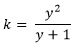 k = y²/(y + 1)